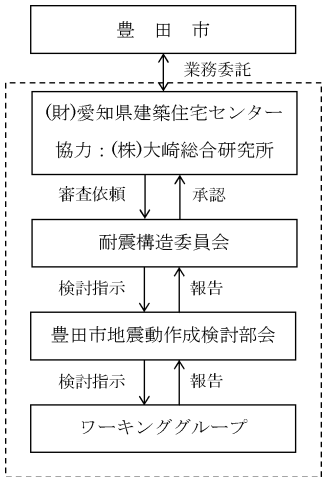 豊　田　市
業務委託
(財)愛知県建築住宅センター
協力：(株)大崎総合研究所
審査依頼　承認
耐震構造委員会
検討指示　報告
豊田市地震動作成検討部会
検討指示　報告
ワーキンググループ